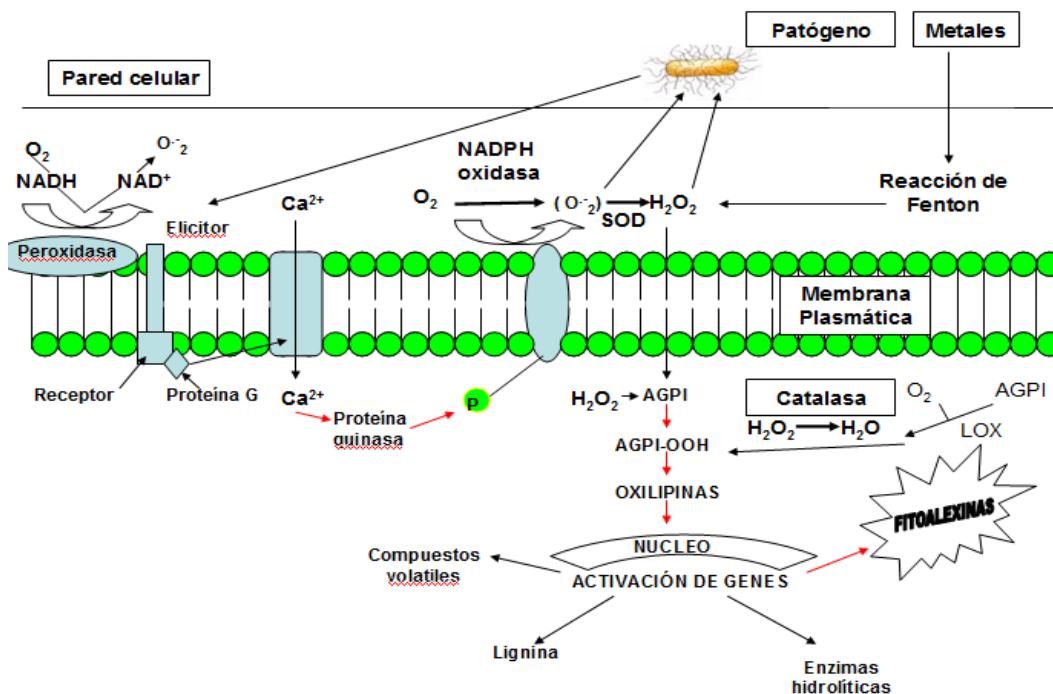 Patógeno
Metales
Pared celular
O2
O·-2
NADH
NAD+
NADPH
oxidasa
O2
( O·-2)
SOD
H2O2
Reacción de
Fenton
Ca2+
Elicitor
Peroxidasa
Membrana
Plasmática
Receptor
Proteína G
Ca2+
Proteína
quinasa
P
H2O2
AGPI
Catalasa
H2O2
H2O
O2
AGPI
LOX
AGPI-OOH
OXILIPINAS
FITOALEXINAS
NUCLEO
Compuestos
volatiles
ACTIVACIÓN DE GENES
Lignina
Enzimas
hidrolíticas